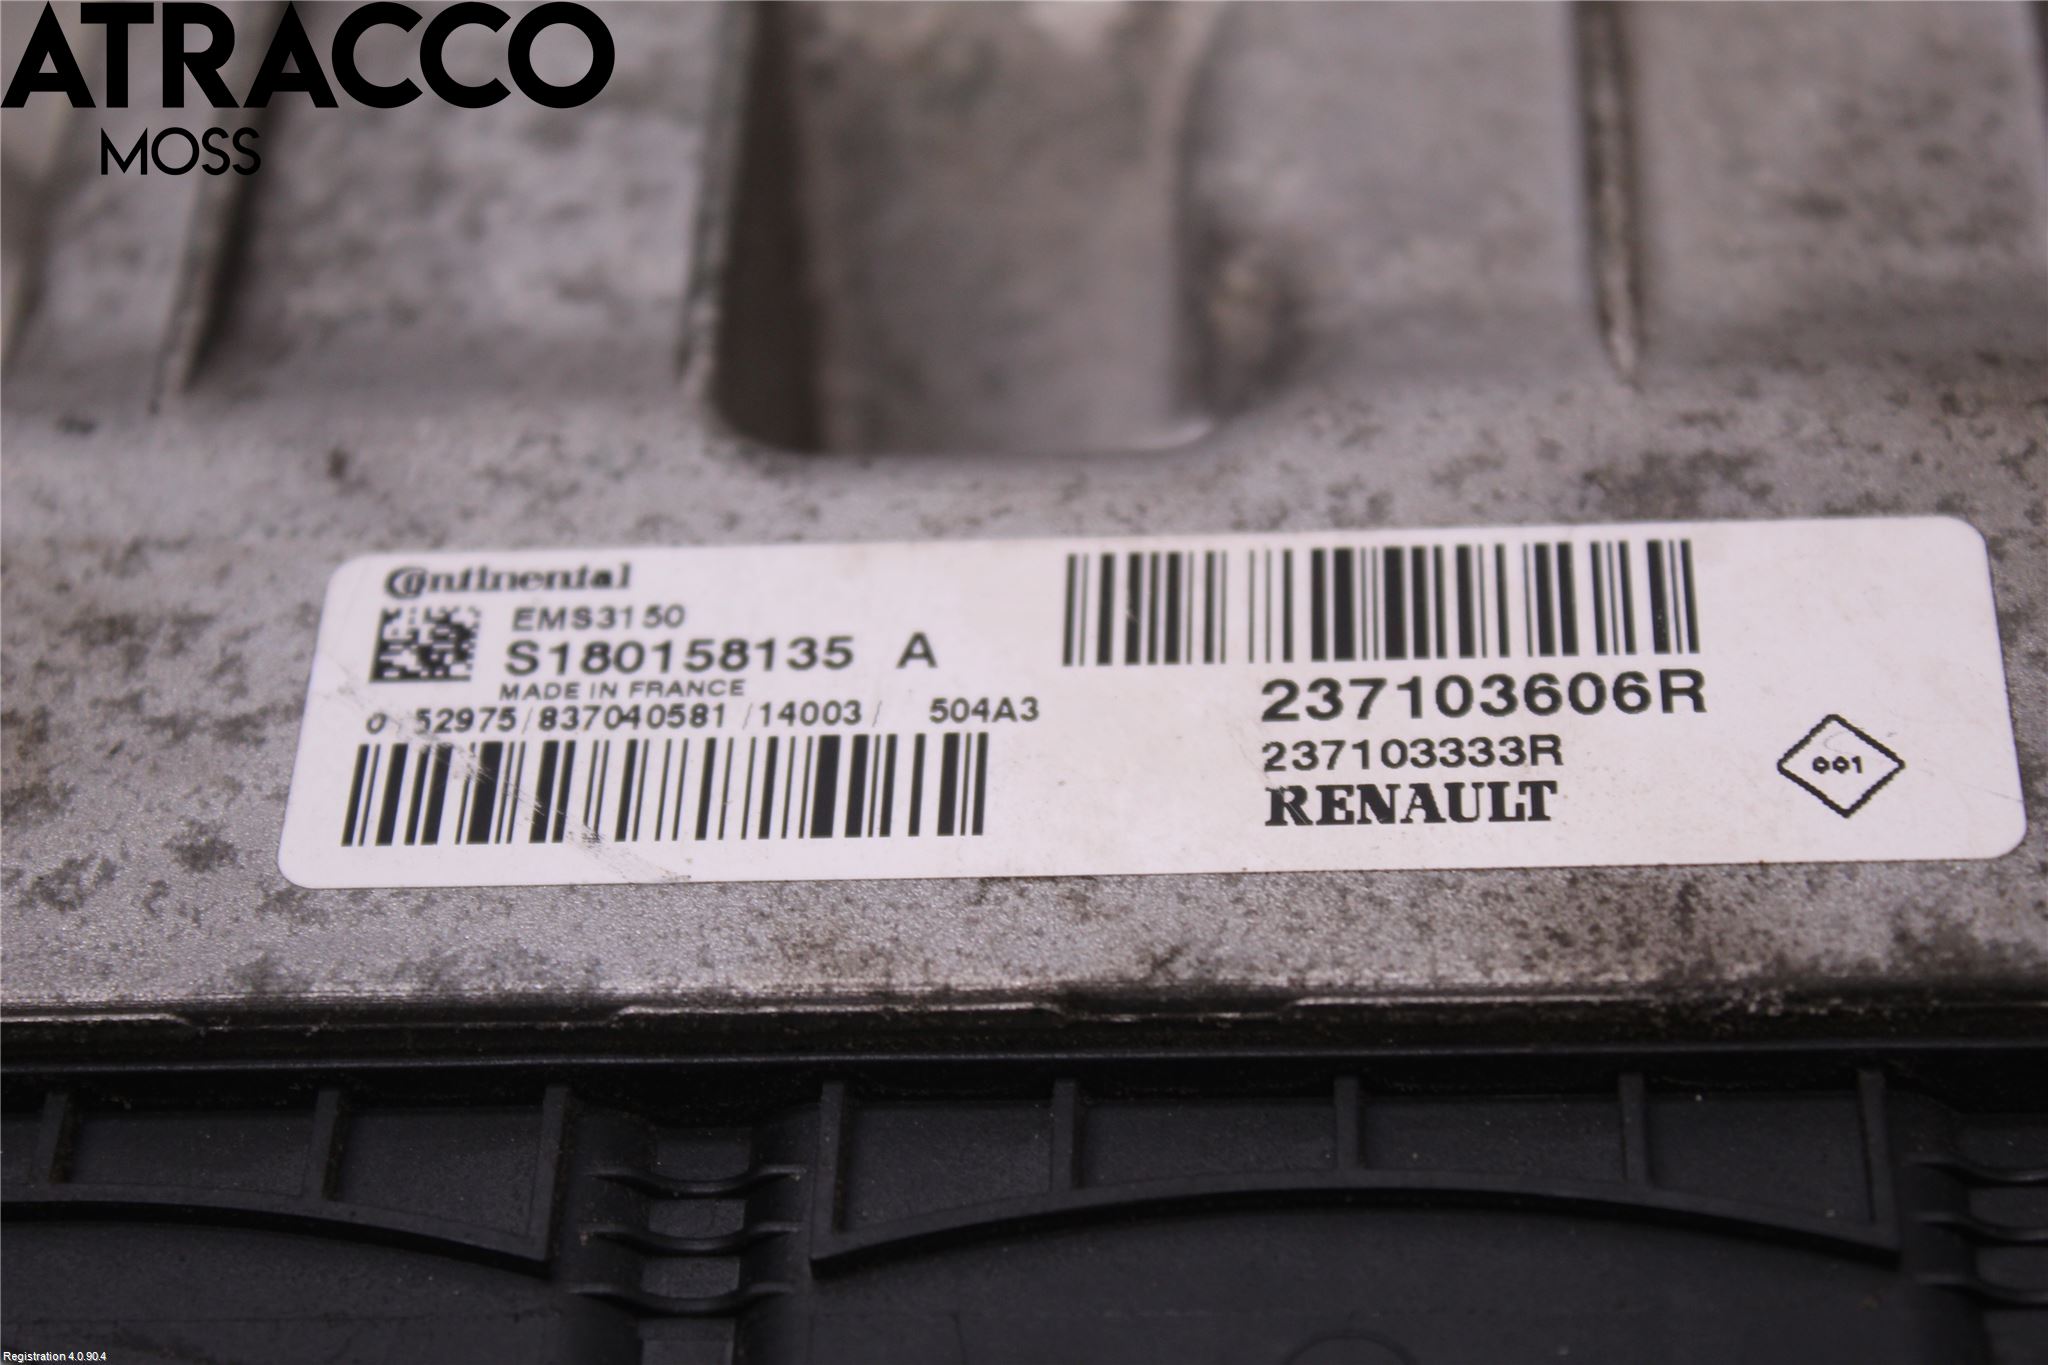 ATRACCO
MOSS
Continental
EMS3150
S180158135 A
MADE IN FRANCE
0 52975/837040581/14003/ 504A3
237103606R
237103333R
RENAULT
001
Registration 4.0.90.4